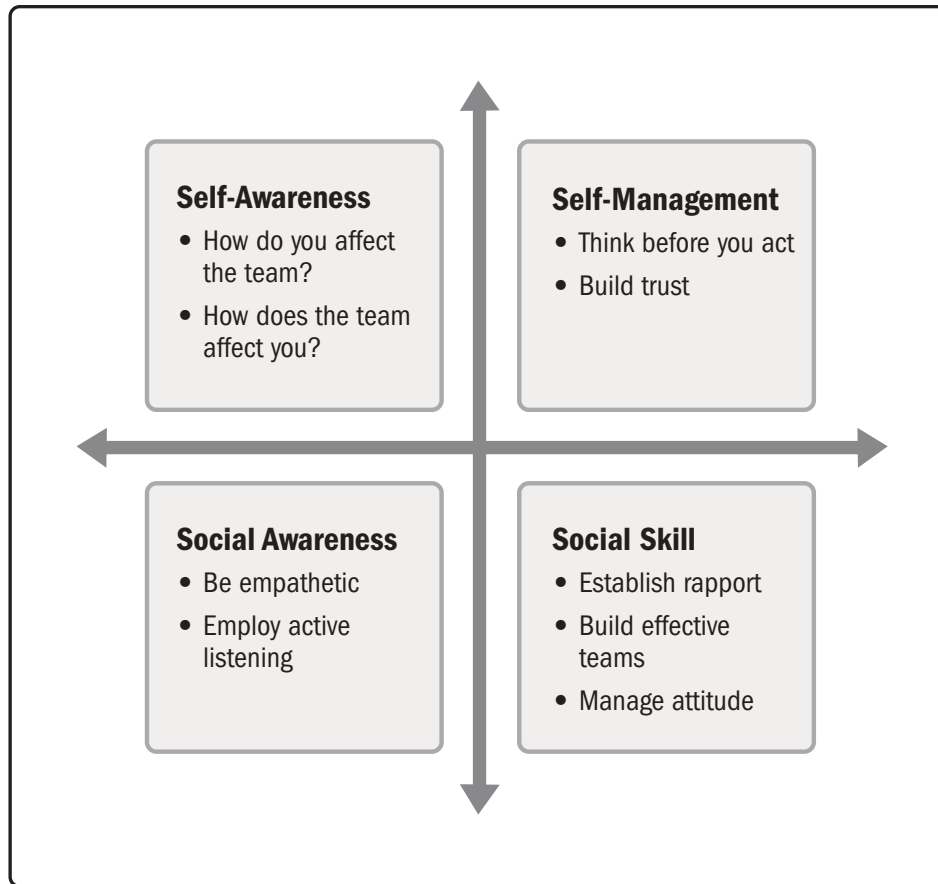 Self-Awareness
• How do you affect
the team?
• How does the team
affect you?
Self-Management
• Think before you act
• Build trust
Social Awareness
• Be empathetic
• Employ active
listening
Social Skill
• Establish rapport
• Build effective
teams
• Manage attitude